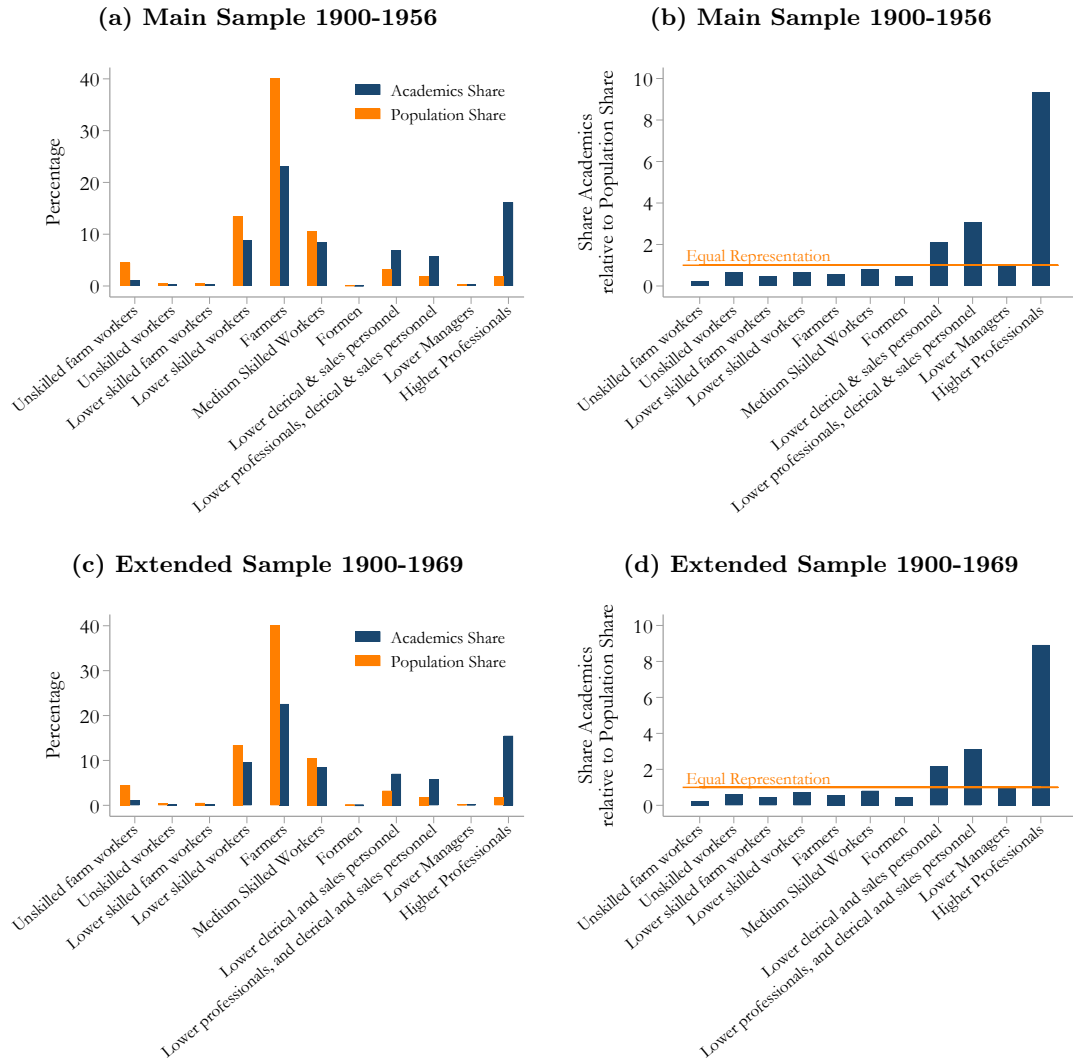 (a) Main Sample 1900-1956
Percentage
40
30
20
10
0
Academics Share
Population Share
Unskilled farm workers
Unskilled workers
Lower skilled farm workers
Lower skilled workers
Farmers
Medium Skilled Workers
Formen
Lower clerical & sales personnel
Lower professionals, clerical & sales personnel
Lower Managers
Higher Professionals
(b) Main Sample 1900-1956
Share Academics
relative to Population Share
10
8
6
4
2
0
Equal Representation
Unskilled farm workers
Unskilled workers
Lower skilled farm workers
Lower skilled workers
Farmers
Medium Skilled Workers
Formen
Lower clerical & sales personnel
Lower professionals, clerical & sales personnel
Lower Managers
Higher Professionals
(c) Extended Sample 1900-1969
Percentage
40
30
20
10
0
Academics Share
Population Share
Unskilled farm workers
Unskilled workers
Lower skilled farm workers
Lower skilled workers
Farmers
Medium Skilled Workers
Formen
Lower clerical and sales personnel
Lower professionals, and clerical and sales personnel
Lower Managers
Higher Professionals
(d) Extended Sample 1900-1969
Share Academics
relative to Population Share
10
8
6
4
2
0
Equal Representation
Unskilled farm workers
Unskilled workers
Lower skilled farm workers
Lower skilled workers
Farmers
Medium Skilled Workers
Formen
Lower clerical and sales personnel
Lower professionals, and clerical and sales personnel
Lower Managers
Higher Professionals